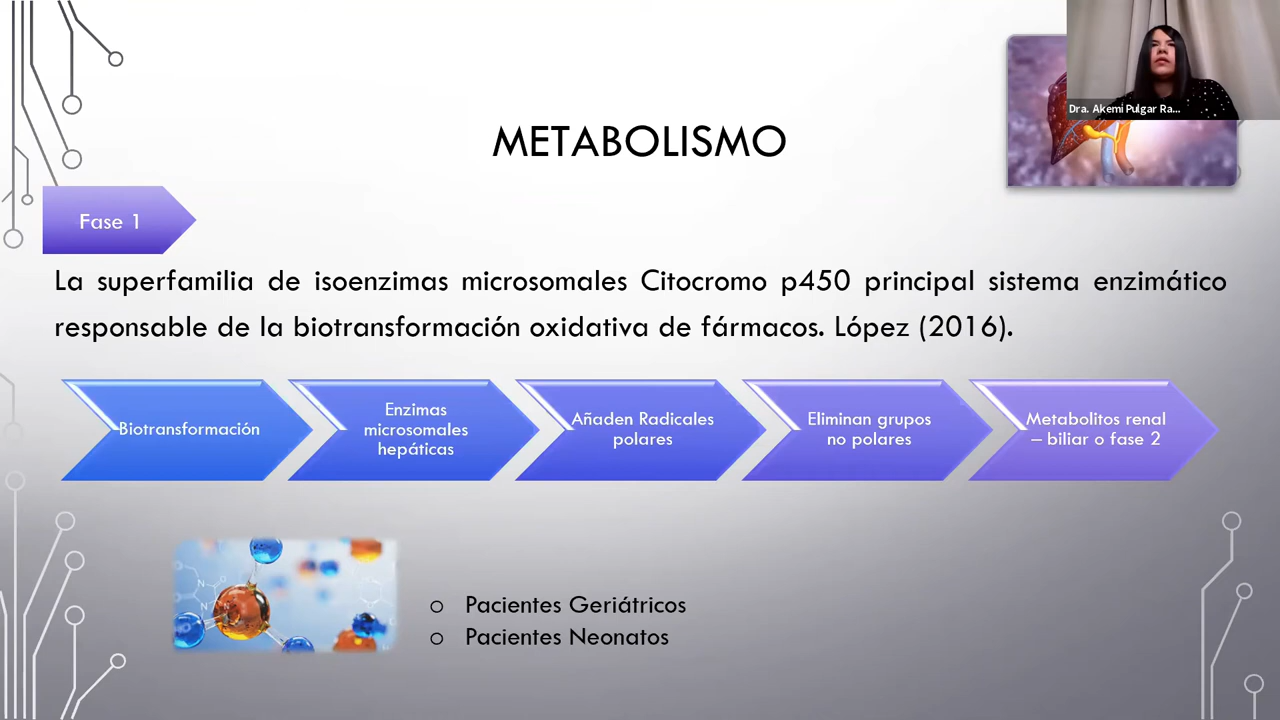 Dra. Akemi Pulgar Ra...
METABOLISMO
Fase 1
La superfamilia de isoenzimas microsomales Citocromo p450 principal sistema enzimático
responsable de la biotransformación oxidativa de fármacos. López (2016).
Biotransformación
Enzimas
microsomales
hepáticas
Añaden Radicales
polares
Eliminan grupos
no polares
Metabolitos renal
– biliar o fase 2
o Pacientes Geriátricos
o Pacientes Neonatos